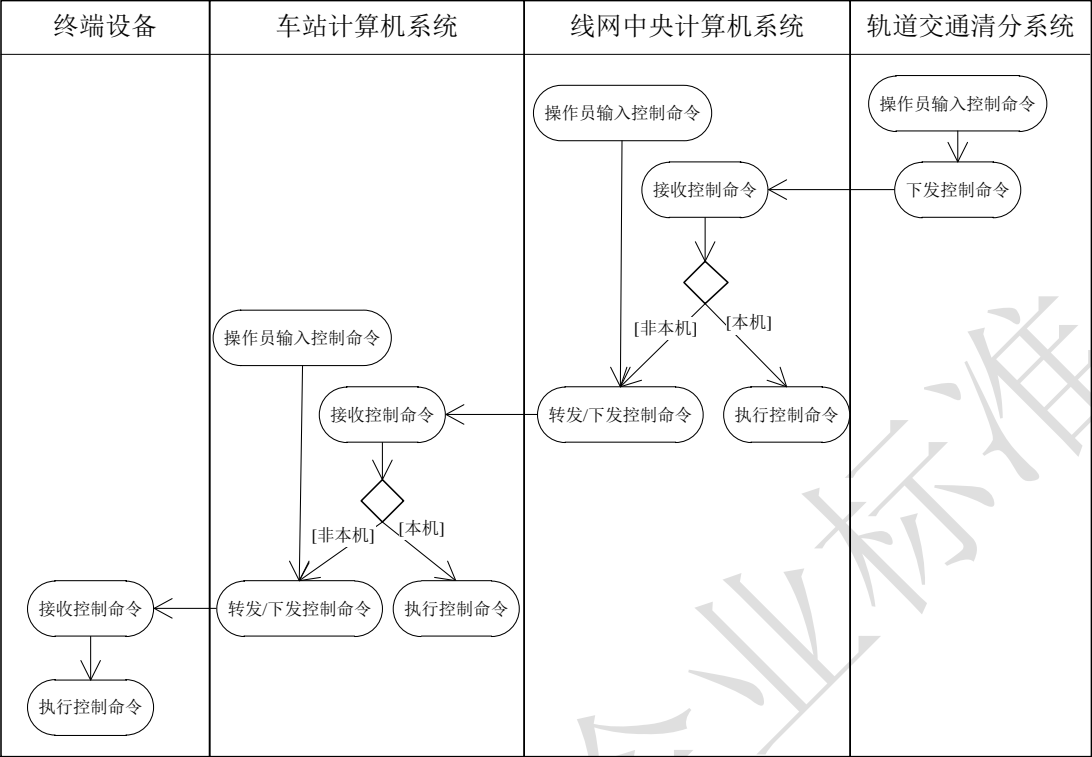 终端设备
车站计算机系统
线网中央计算机系统
轨道交通清分系统
操作员输入控制命令
操作员输入控制命令
接收控制命令
下发控制命令
[非本机]
[本机]
操作员输入控制命令
接收控制命令
转发/下发控制命令
执行控制命令
[非本机]
[本机]
接收控制命令
转发/下发控制命令
执行控制命令
执行控制命令
企业标准